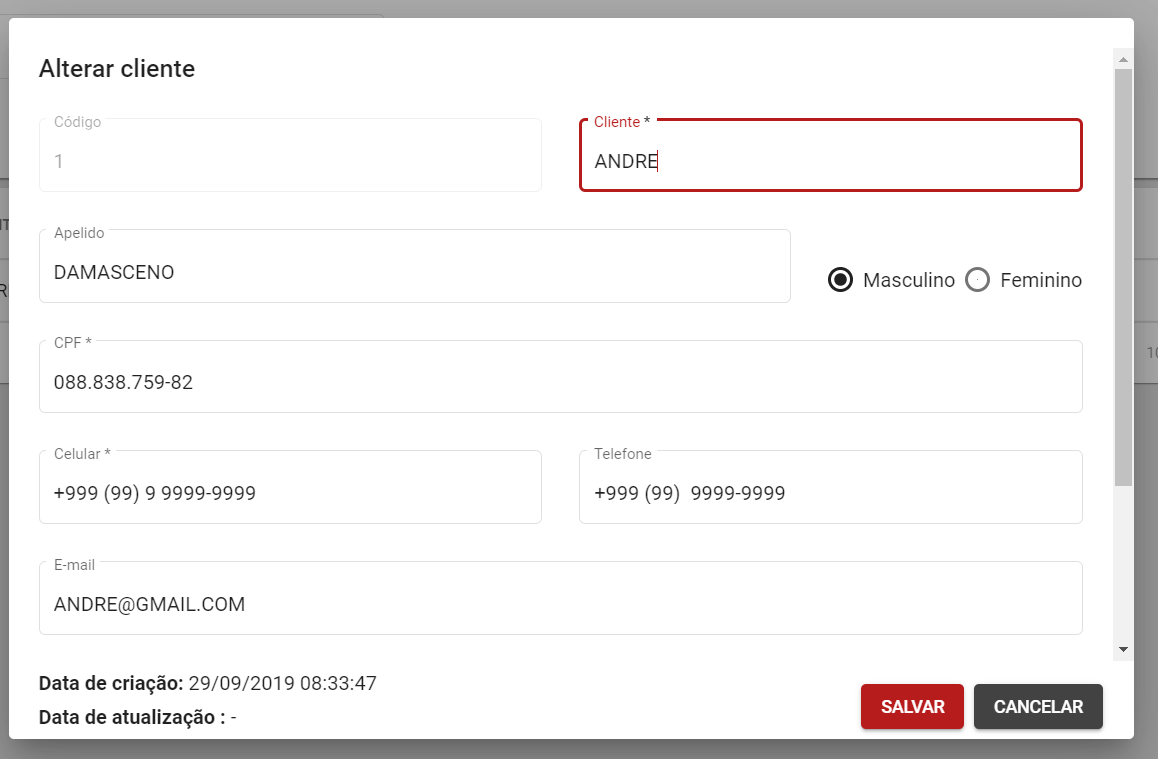 Alterar cliente
Código
1
Cliente *
ANDRE
Apelido
DAMASCENO
Masculino Feminino
CPF *
088.838.759-82
Celular *
+999 (99) 9 9999-9999
Telefone
+999 (99)  9999-9999
E-mail
ANDRE@GMAIL.COM
Data de criação: 29/09/2019 08:33:47
Data de atualização : -
SALVAR CANCELAR